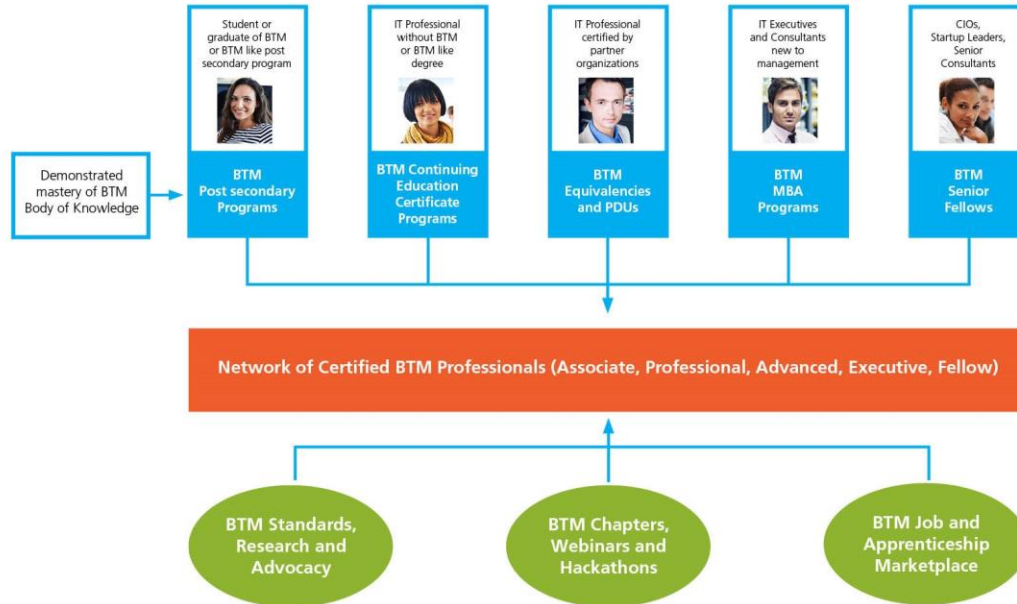 Student or
graduate of BTM
or BTM like post
secondary program
IT Professional
without BTM
or BTM like
degree
IT Professional
certified by
partner
organizations
IT Executives
and Consultants
new to
management
CIOs,
Startup Leaders,
Senior
Consultants
Demonstrated
mastery of BTM
Body of Knowledge
BTM
Post secondary
Programs
BTM Continuing
Education
Certificate
Programs
BTM
Equivalencies
and PDUs
BTM
MBA
Programs
BTM
Senior
Fellows
Network of Certified BTM Professionals (Associate, Professional, Advanced, Executive, Fellow)
BTM Standards,
Research and
Advocacy
BTM Chapters,
Webinars and
Hackathons
BTM Job and
Apprenticeship
Marketplace